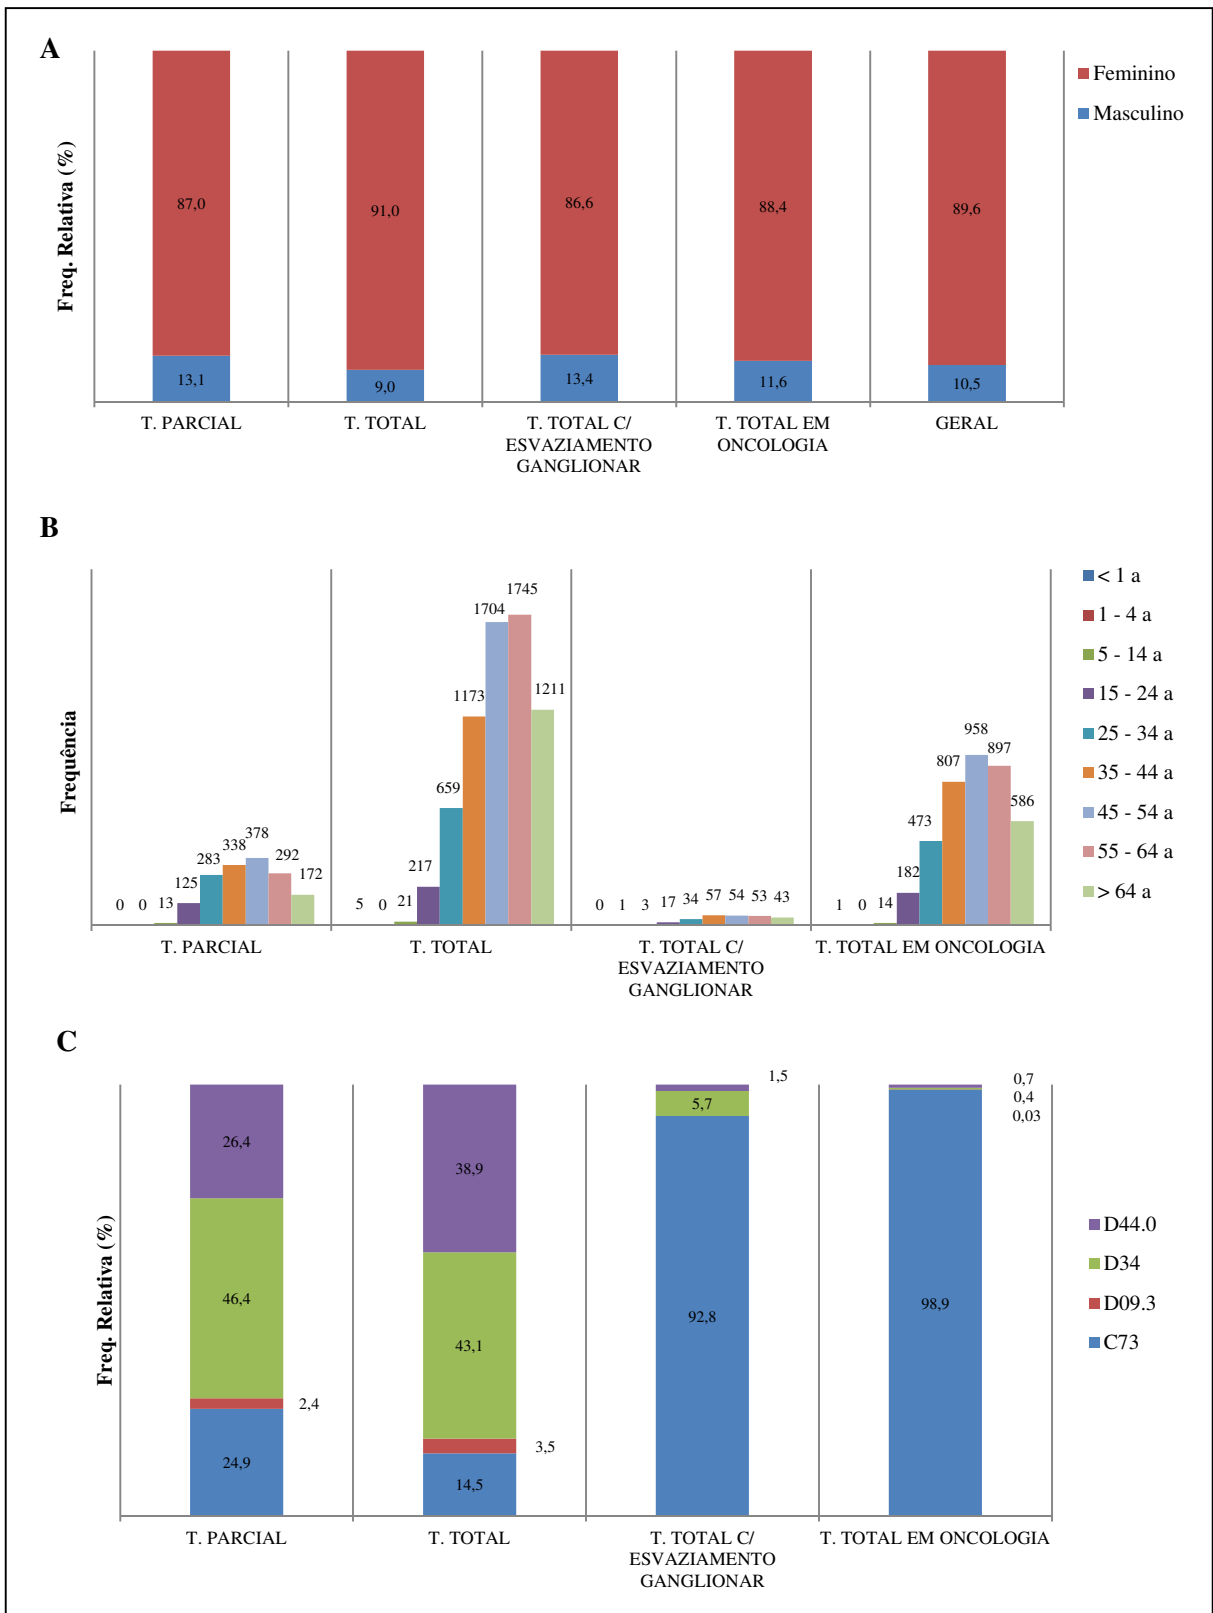 A
Feminino
Masculino
Freq. Relativa (%)
87,0
91,0
86,6
88,4
89,6
13,1
9,0
13,4
11,6
10,5
T. PARCIAL
T. TOTAL
T. TOTAL C/
ESVAZIAMENTO
GANGLIONAR
T. TOTAL EM
ONCOLOGIA
GERAL
B
Frequência
0 0 13 125 283 338 378 292 172
5 0 21 217 659 1173 1704 1745 1211
0 1 3 17 34 57 54 53 43
1 0 14 182 473 807 958 897 586
< 1 a
1 - 4 a
5 - 14 a
15 - 24 a
25 - 34 a
35 - 44 a
45 - 54 a
55 - 64 a
> 64 a
T. PARCIAL
T. TOTAL
T. TOTAL C/
ESVAZIAMENTO
GANGLIONAR
T. TOTAL EM ONCOLOGIA
C
Freq. Relativa (%)
26,4
46,4
2,4
24,9
38,9
43,1
3,5
14,5
1,5
5,7
92,8
0,7
0,4
0,03
98,9
D44.0
D34
D09.3
C73
T. PARCIAL
T. TOTAL
T. TOTAL C/
ESVAZIAMENTO
GANGLIONAR
T. TOTAL EM ONCOLOGIA